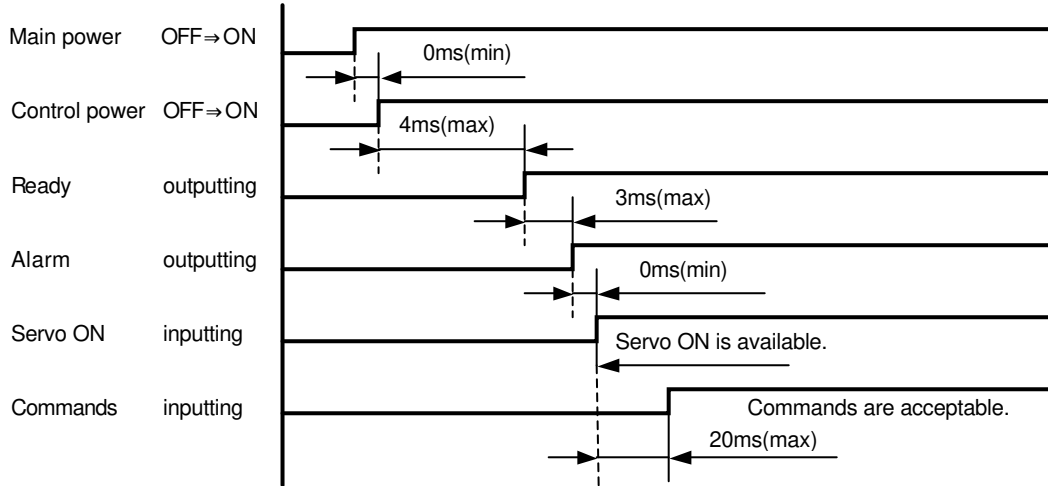 Main power OFF⇒ON
0ms(min)
Control power OFF⇒ON
4ms(max)
Ready outputting
3ms(max)
Alarm outputting
0ms(min)
Servo ON inputting
Servo ON is available.
Commands inputting
Commands are acceptable.
20ms(max)